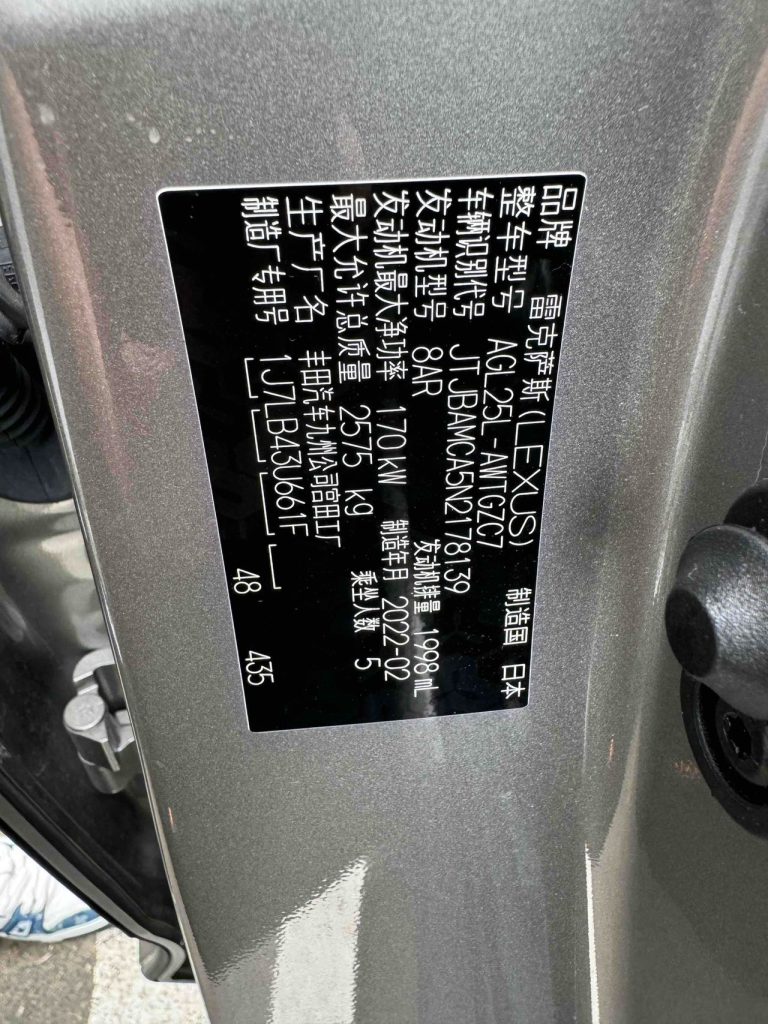 品牌 雷克萨斯(LEXUS) 制造国 日本
整车型号 AGL25L-AWTGZC7
车辆识别代号 JTJBAMCA5N2178139
发动机型号 8AR 发动机排量 1998 mL
发动机最大净功率 170 kW 制造年月 2022-02
最大允许总质量 2575 kg 乘坐人数 5
生产厂名 丰田汽车九州公司宫田工厂
制造厂专用号 1J7LB43U661F 48 435